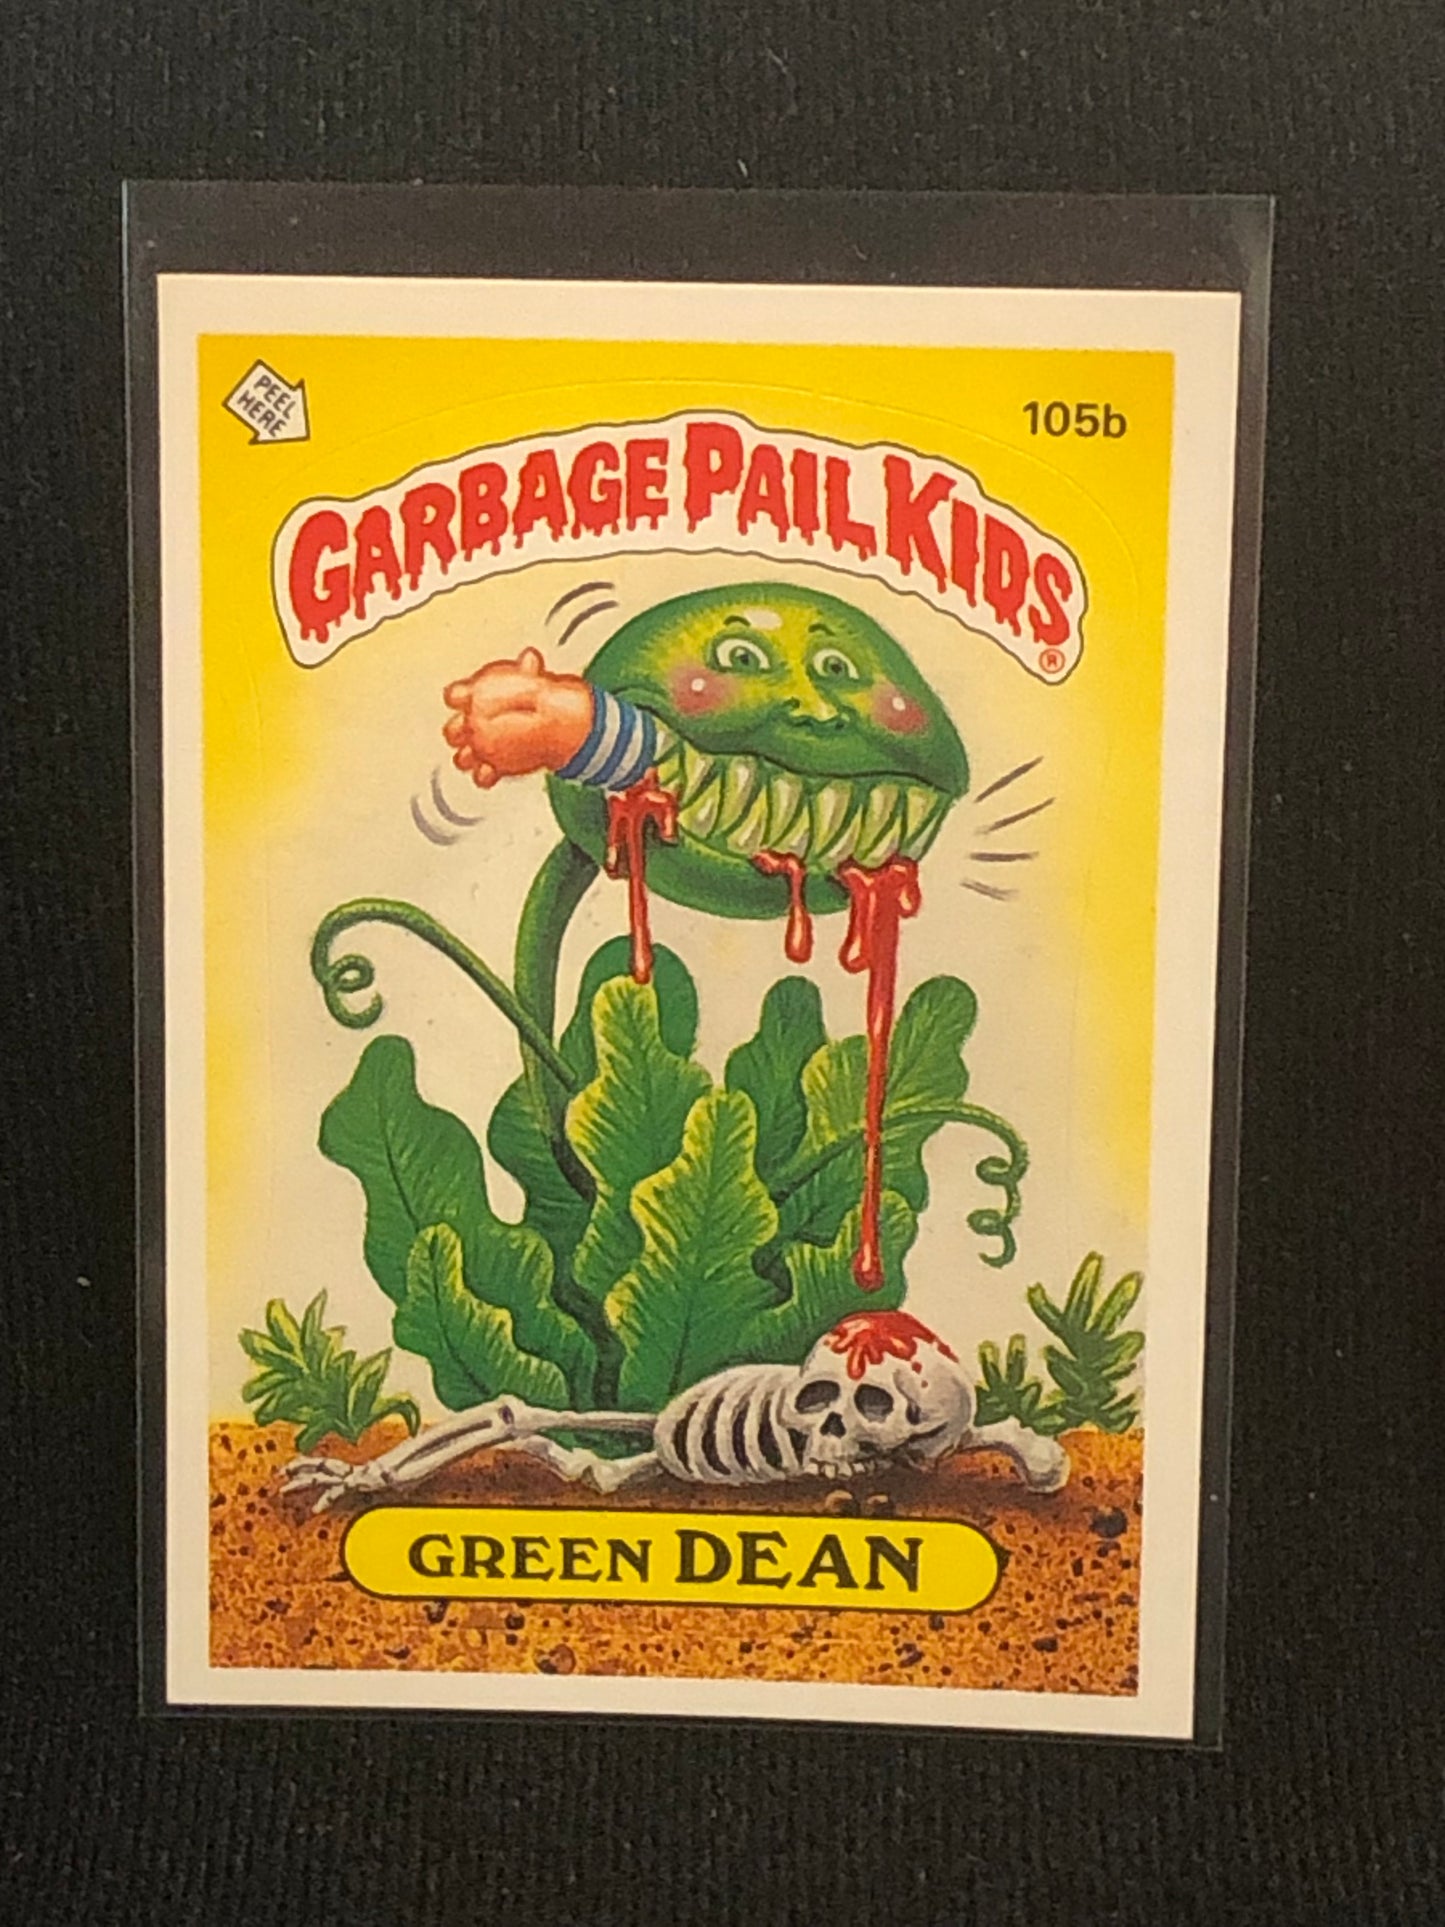 PEEL
HERE
105b
GARBAGE PAIL KIDS
®
GREEN DEAN